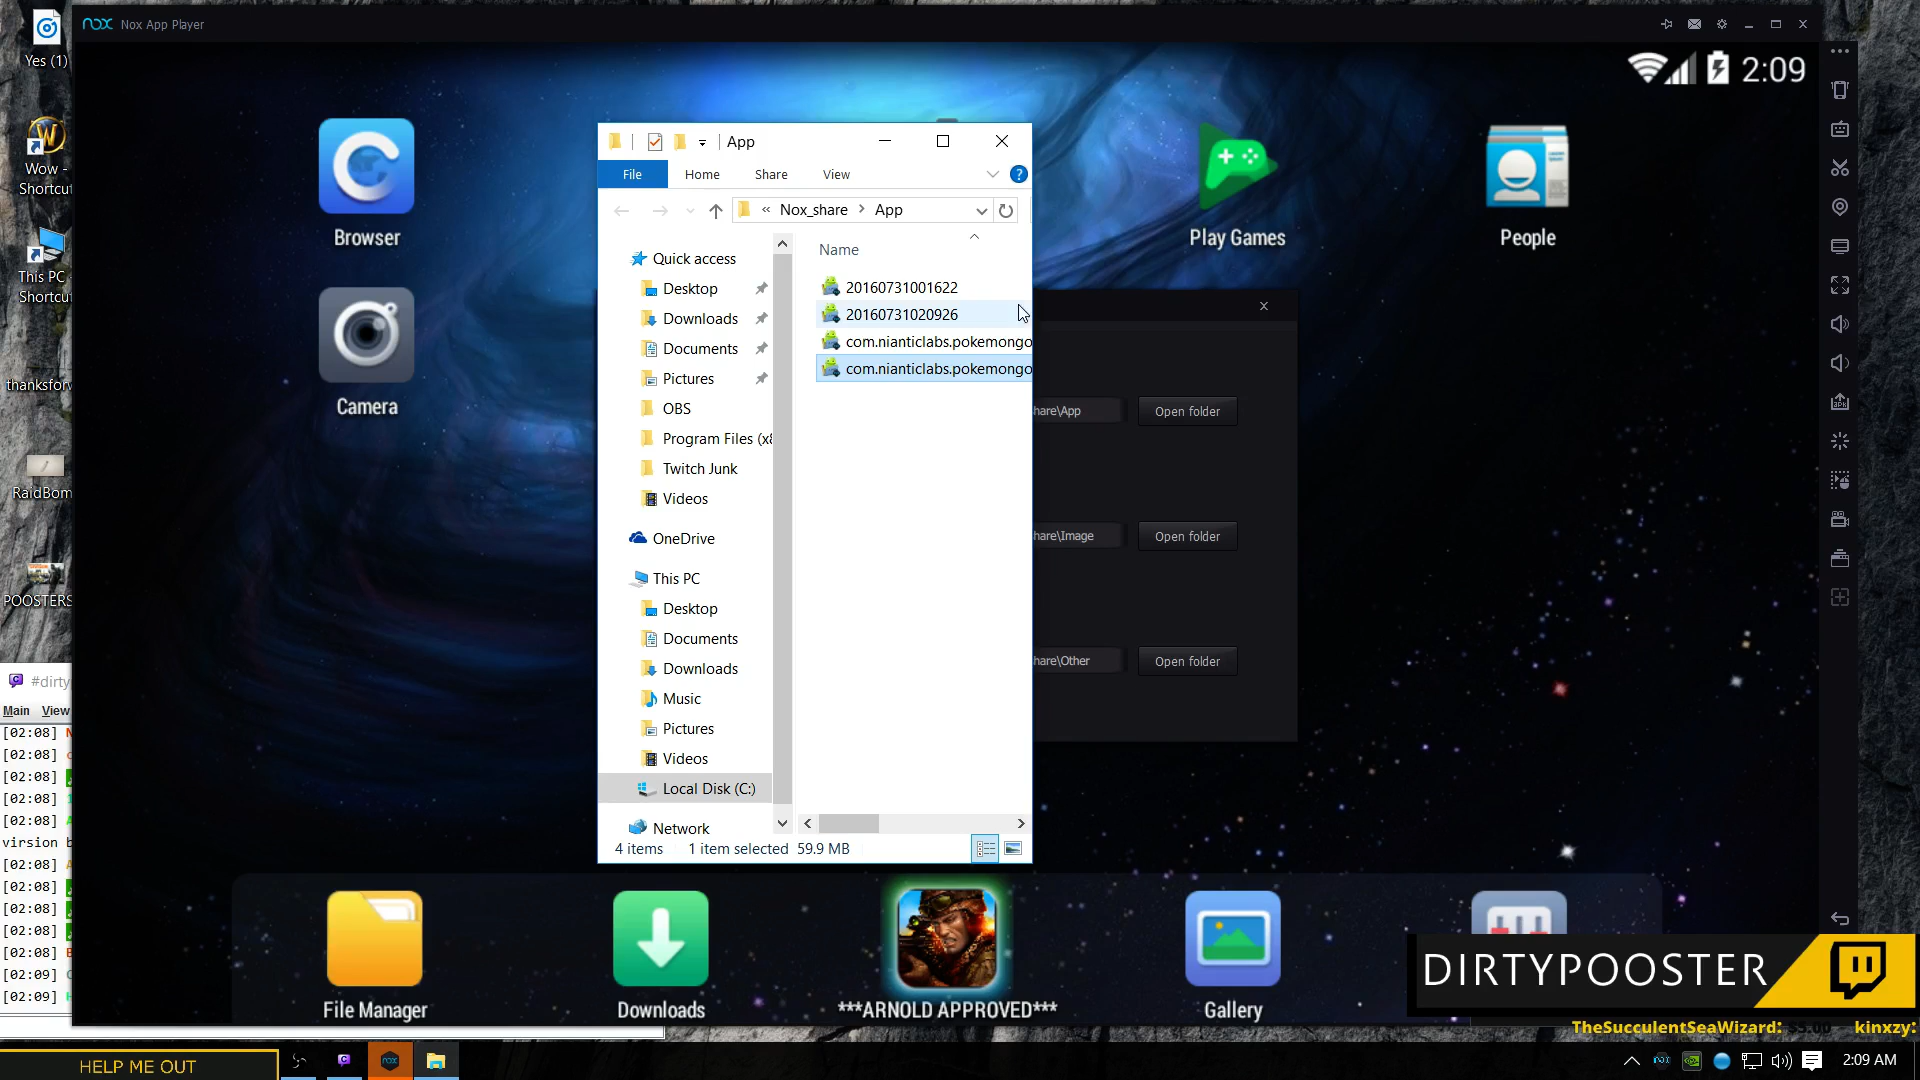 Yes (1)
Wow -
Shortcut
This PC -
Shortcut
RaidBom
POOSTERS
nox Nox App Player
2:09
Browser
Camera
Play Games
People
App
File Home Share View
« Nox_share > App
Name
Quick access
Desktop
Downloads
Documents
Pictures
OBS
Program Files (x8
Twitch Junk
Videos
OneDrive
This PC
Desktop
Documents
Downloads
Music
Pictures
Videos
Local Disk (C:)
Network
20160731001622
20160731020926
com.nianticlabs.pokemongo
com.nianticlabs.pokemongo
4 items 1 item selected 59.9 MB
hare\App Open folder
hare\Image Open folder
hare\Other Open folder
#dirty
Main View
[02:08]
[02:08]
[02:08]
[02:08]
[02:08]
virsion b
[02:08]
[02:08]
[02:08]
[02:08]
[02:08]
[02:09]
[02:09]
File Manager
Downloads
***ARNOLD APPROVED***
Gallery
DIRTYPOOSTER
TheSucculentSeaWizard: kinxzy:
HELP ME OUT
2:09 AM